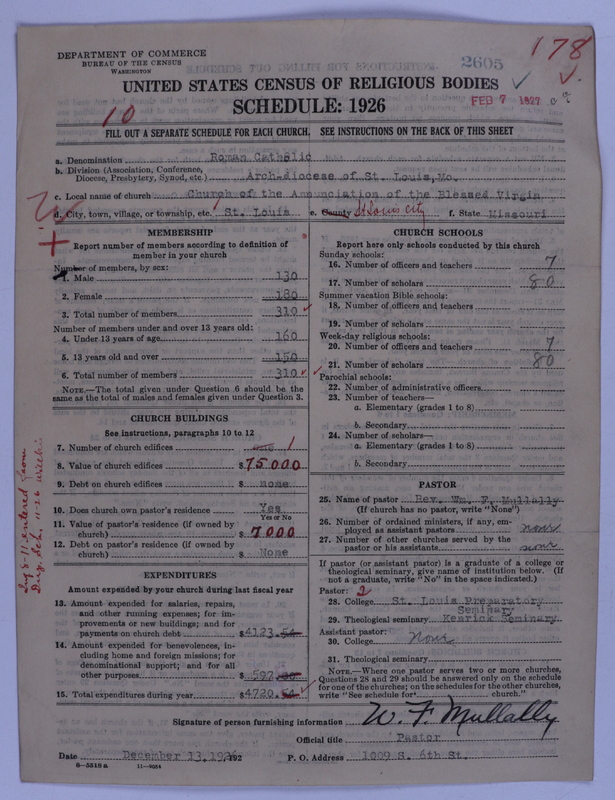 178
2605
DEPARTMENT OF COMMERCE
BUREAU OF THE CENSUS
WASHINGTON
UNITED STATES CENSUS OF RELIGIOUS BODIES
SCHEDULE: 1926
FEB 7 1927
10
FILL OUT A SEPARATE SCHEDULE FOR EACH CHURCH. SEE INSTRUCTIONS ON THE BACK OF THIS SHEET
a. Denomination Roman Catholic
b. Division (Association, Conference, Diocese, Presbytery, Synod, etc.) Arch-diocese of St. Louis, Mo.
c. Local name of church Church of the Annunciation of the Blessed Virgin
d. City, town, village, or township, etc. St. Louis e. County St Louis city f. State Missouri
MEMBERSHIP
Report number of members according to definition of
member in your church
Number of members, by sex:
1. Male 130
2. Female 180
3. Total number of members 310
Number of members under and over 13 years old:
4. Under 13 years of age 160
5. 13 years old and over 150
6. Total number of members 310
NOTE.—The total given under Question 6 should be the
same as the total of males and females given under Question 3.
CHURCH BUILDINGS
See instructions, paragraphs 10 to 12
7. Number of church edifices one 1
8. Value of church edifices $75000
9. Debt on church edifices $ none
10. Does church own pastor's residence? Yes
Yes or No
11. Value of pastor's residence (if owned by
church) $ 7000
12. Debt on pastor's residence (if owned by
church) $ None
EXPENDITURES
Amount expended by your church during last fiscal year
13. Amount expended for salaries, repairs,
and other running expenses; for im-
provements or new buildings; and for
payments on church debt $4123.54
14. Amount expended for benevolences, in-
cluding home and foreign missions; for
denominational support; and for all
other purposes 597.00
15. Total expenditures during year $4720.54
CHURCH SCHOOLS
Report here only schools conducted by this church
Sunday schools:
16. Number of officers and teachers 7
17. Number of scholars 80
Summer vacation Bible schools:
18. Number of officers and teachers
19. Number of scholars
Week-day religious schools:
20. Number of officers and teachers 7
21. Number of scholars 80
Parochial schools:
22. Number of administrative officers
23. Number of teachers—
a. Elementary (grades 1 to 8)
b. Secondary
24. Number of scholars—
a. Elementary (grades 1 to 8)
b. Secondary
PASTOR
25. Name of pastor Rev. Wm. F. Mullally
(If church has no pastor, write "None")
26. Number of ordained ministers, if any, em-
ployed as assistant pastors none
27. Number of other churches served by the
pastor or his assistants none
If pastor (or assistant pastor) is a graduate of a college or
theological seminary, give name of institution below. (If
not a graduate, write "No" in the space indicated.)
Pastor: 2
28. College St. Louis Preparatory
Seminary
29. Theological seminary Kenrick Seminary
Assistant pastor:
30. College None
31. Theological seminary
NOTE.—Where one pastor serves two or more churches,
Questions 28 and 29 should be answered only on the schedule
for one of the churches; on the schedules for the other churches,
write "See schedule for church."
Signature of person furnishing information W. F. Mullally
Official title Pastor
Date December 13, 1926, 192
P. O. Address 1009 S. 6th St.
8—5518a 11—9064